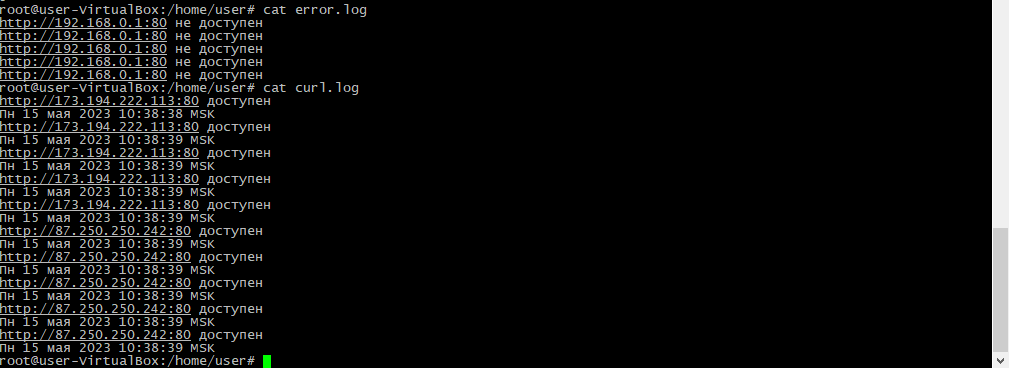 root@user-VirtualBox:/home/user# cat error.log
http://192.168.0.1:80 не доступен
http://192.168.0.1:80 не доступен
http://192.168.0.1:80 не доступен
http://192.168.0.1:80 не доступен
http://192.168.0.1:80 не доступен
root@user-VirtualBox:/home/user# cat curl.log
http://173.194.222.113:80 доступен
Пн 15 мая 2023 10:38:38 MSK
http://173.194.222.113:80 доступен
Пн 15 мая 2023 10:38:39 MSK
http://173.194.222.113:80 доступен
Пн 15 мая 2023 10:38:39 MSK
http://173.194.222.113:80 доступен
Пн 15 мая 2023 10:38:39 MSK
http://173.194.222.113:80 доступен
Пн 15 мая 2023 10:38:39 MSK
http://87.250.250.242:80 доступен
Пн 15 мая 2023 10:38:39 MSK
http://87.250.250.242:80 доступен
Пн 15 мая 2023 10:38:39 MSK
http://87.250.250.242:80 доступен
Пн 15 мая 2023 10:38:39 MSK
http://87.250.250.242:80 доступен
Пн 15 мая 2023 10:38:39 MSK
http://87.250.250.242:80 доступен
Пн 15 мая 2023 10:38:39 MSK
root@user-VirtualBox:/home/user#